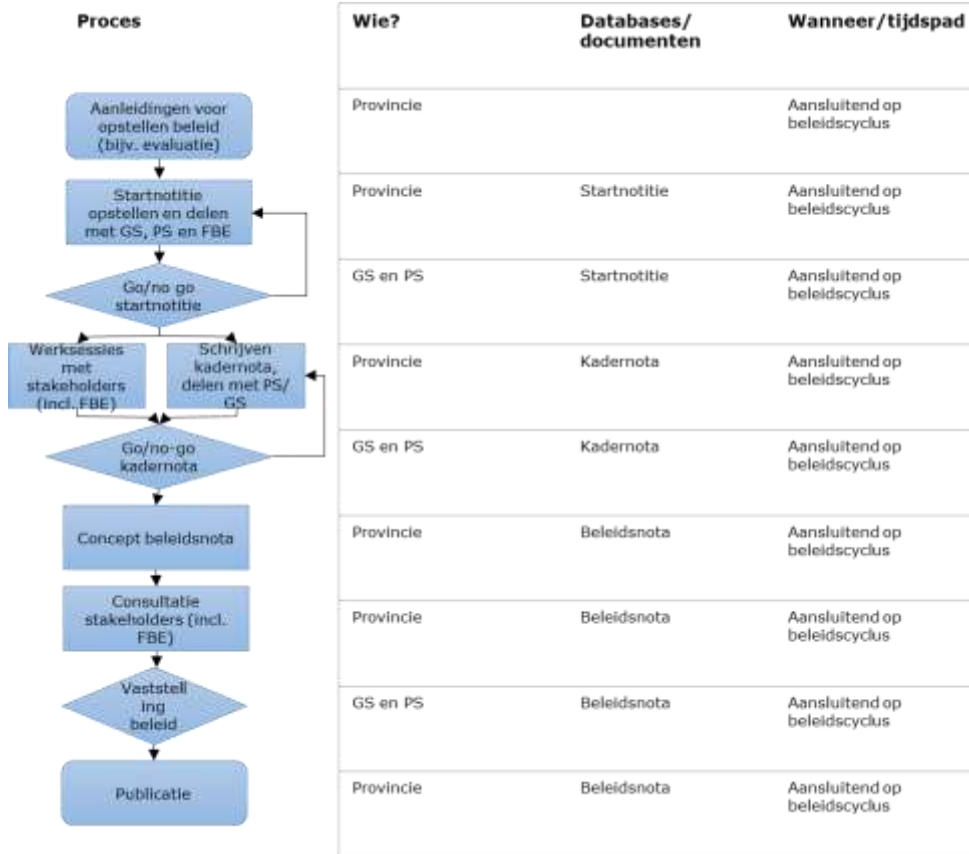 Proces
Wie?
Databases/
documenten
Wanneer/tijdspad
Aanleidingen voor
opstellen beleid
(bijv. evaluatie)
Provincie
Aansluitend op
beleidscyclus
Startnotitie
opstellen en delen
met GS, PS en FBE
Provincie
Startnotitie
Aansluitend op
beleidscyclus
Go/no go
startnotitie
GS en PS
Startnotitie
Aansluitend op
beleidscyclus
Werksessies
met
stakeholders
(incl. FBE)
Schrijven
kadernota,
delen met PS/
GS
Provincie
Kadernota
Aansluitend op
beleidscyclus
Go/no-go
kadernota
GS en PS
Kadernota
Aansluitend op
beleidscyclus
Concept beleidsnota
Provincie
Beleidsnota
Aansluitend op
beleidscyclus
Consultatie
stakeholders (incl.
FBE)
Provincie
Beleidsnota
Aansluitend op
beleidscyclus
Vaststell
ing
beleid
GS en PS
Beleidsnota
Aansluitend op
beleidscyclus
Publicatie
Provincie
Beleidsnota
Aansluitend op
beleidscyclus